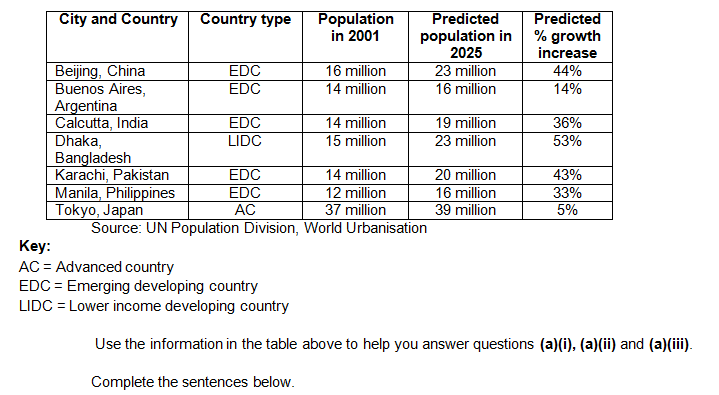 City and Country Country type Population in 2001 Predicted population in 2025 Predicted % growth increase
Beijing, China EDC 16 million 23 million 44%
Buenos Aires, Argentina EDC 14 million 16 million 14%
Calcutta, India EDC 14 million 19 million 36%
Dhaka, Bangladesh LIDC 15 million 23 million 53%
Karachi, Pakistan EDC 14 million 20 million 43%
Manila, Philippines EDC 12 million 16 million 33%
Tokyo, Japan AC 37 million 39 million 5%
Source: UN Population Division, World Urbanisation
Key:
AC = Advanced country
EDC = Emerging developing country
LIDC = Lower income developing country
Use the information in the table above to help you answer questions (a)(i), (a)(ii) and (a)(iii).
Complete the sentences below.